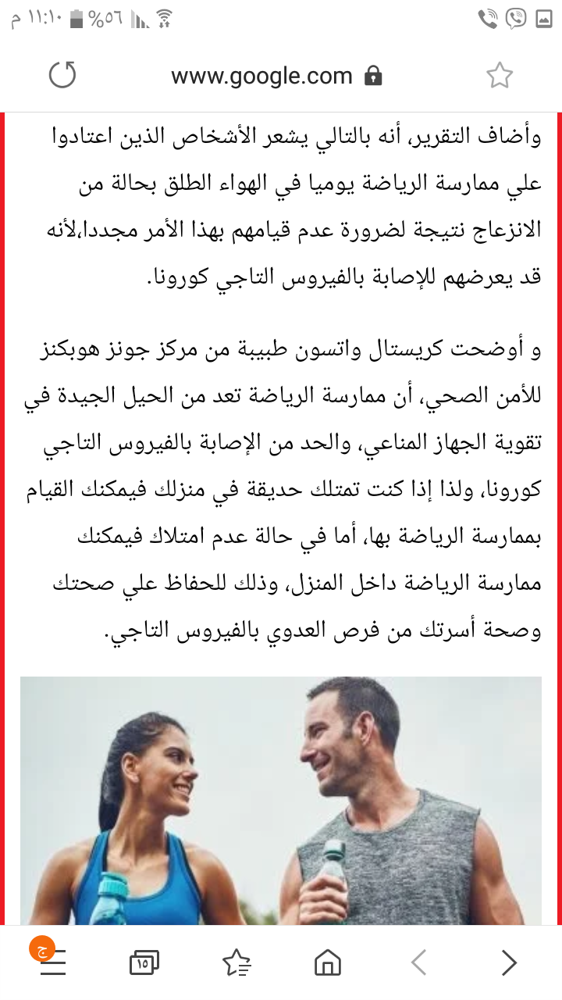 ١١:١٠ م
%٥٦
www.google.com
وأضاف التقرير، أنه بالتالي يشعر الأشخاص الذين اعتادوا
علي ممارسة الرياضة يوميا في الهواء الطلق بحالة من
الانزعاج نتيجة لضرورة عدم قيامهم بهذا الأمر مجددا،لأنه
قد يعرضهم للإصابة بالفيروس التاجي كورونا.
و أوضحت كريستال واتسون طبيبة من مركز جونز هوبكنز
للأمن الصحي، أن ممارسة الرياضة تعد من الحيل الجيدة في
تقوية الجهاز المناعي، والحد من الإصابة بالفيروس التاجي
كورونا، ولذا إذا كنت تمتلك حديقة في منزلك فيمكنك القيام
بممارسة الرياضة بها، أما في حالة عدم امتلاك فيمكنك
ممارسة الرياضة داخل المنزل، وذلك للحفاظ علي صحتك
وصحة أسرتك من فرص العدوي بالفيروس التاجي.
ج
١٥